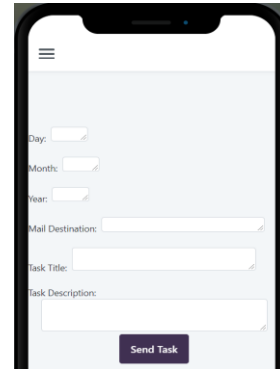 Day:
Month:
Year:
Mail Destination:
Task Title:
Task Description:
Send Task